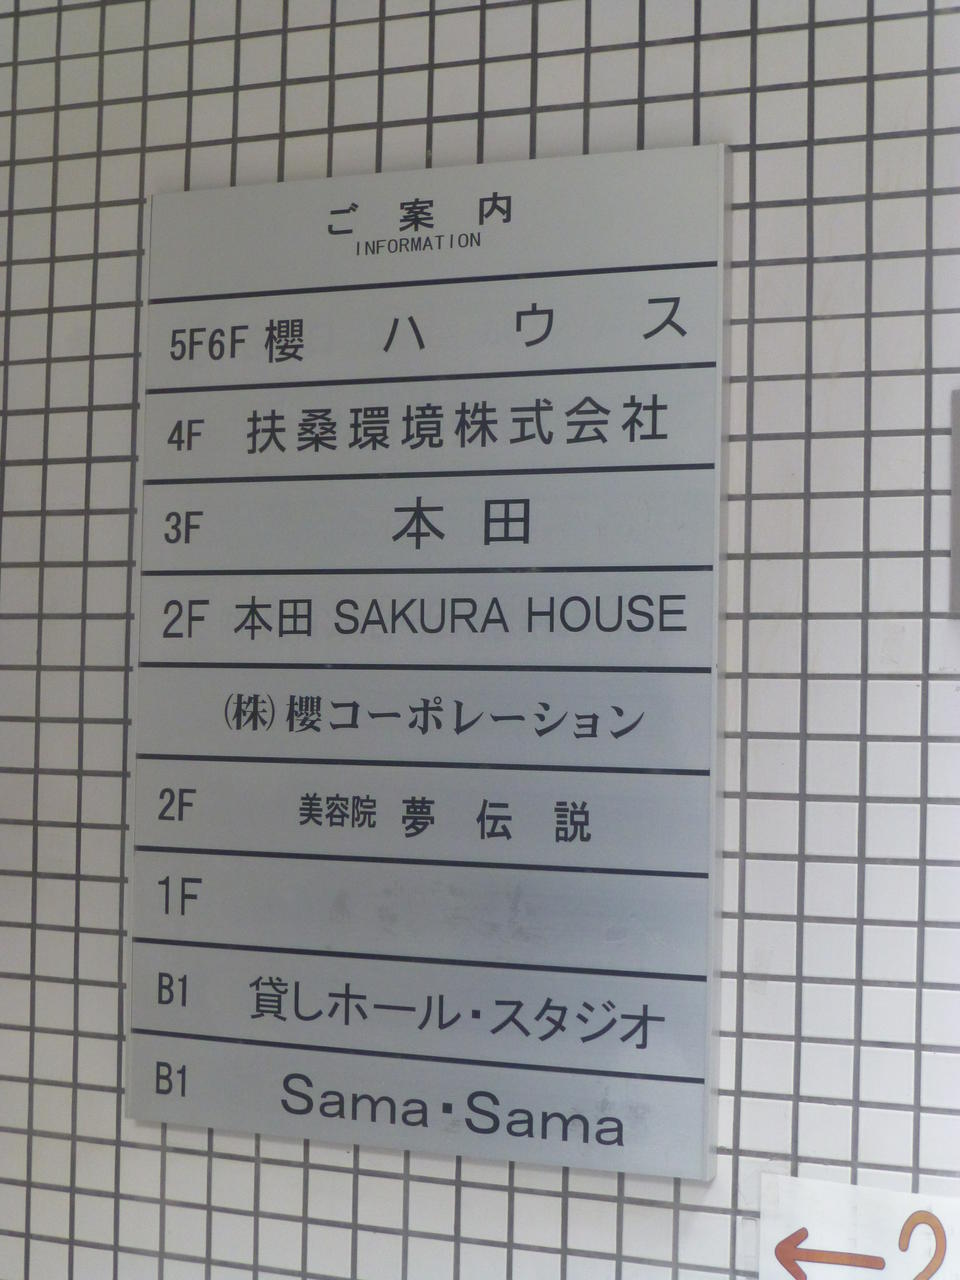 ご案内
INFORMATION
5F6F 櫻ハウス
4F 扶桑環境株式会社
3F 本田
2F 本田 SAKURA HOUSE
(株)櫻コーポレーション
2F 美容院 夢伝説
1F
B1 貸しホール・スタジオ
B1 Sama・Sama
←2